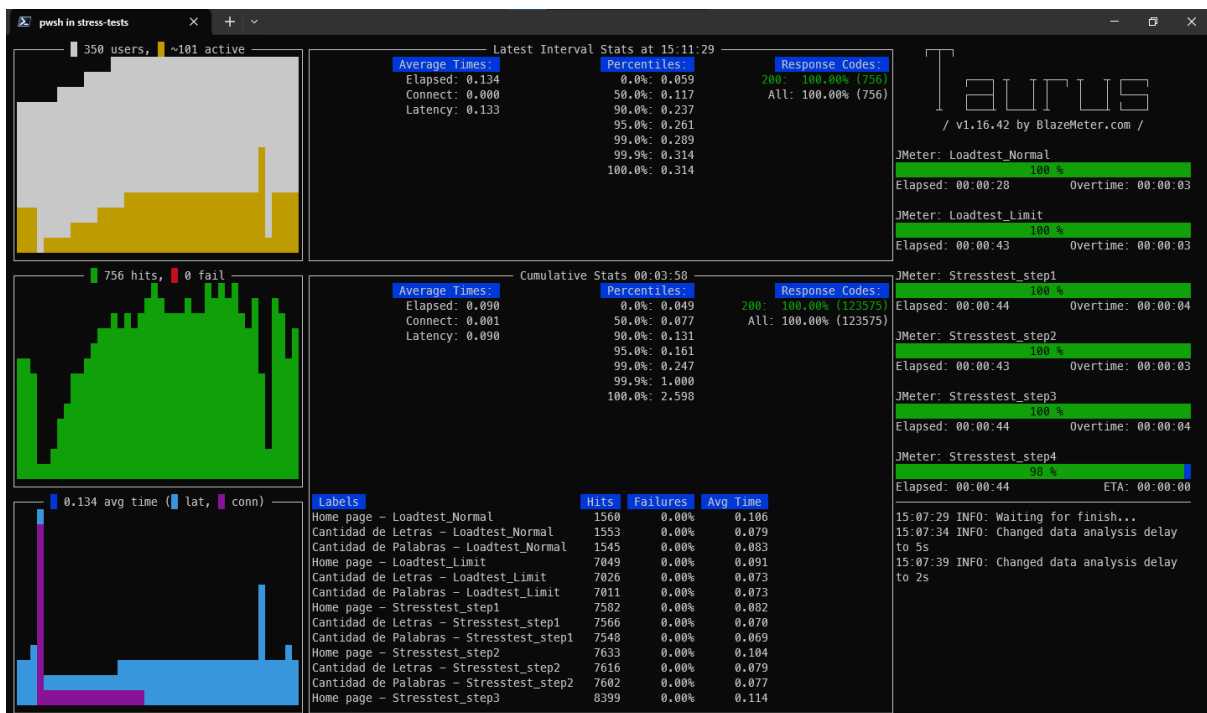 pwsh in stress-tests
350 users, ~101 active
Latest Interval Stats at 15:11:29
Average Times: Percentiles: Response Codes:
Elapsed: 0.134 0.0%: 0.059 200: 100.00% (756)
Connect: 0.000 50.0%: 0.117 All: 100.00% (756)
Latency: 0.133 90.0%: 0.237
95.0%: 0.261
99.0%: 0.289
99.9%: 0.314
100.0%: 0.314
756 hits, 0 fail
Cumulative Stats 00:03:58
Average Times: Percentiles: Response Codes:
Elapsed: 0.090 0.0%: 0.049 200: 100.00% (123575)
Connect: 0.001 50.0%: 0.077 All: 100.00% (123575)
Latency: 0.090 90.0%: 0.131
95.0%: 0.161
99.0%: 0.247
99.9%: 1.000
100.0%: 2.598
0.134 avg time (lat, conn)
Labels Hits Failures Avg Time
Home page – Loadtest_Normal 1560 0.00% 0.106
Cantidad de Letras – Loadtest_Normal 1553 0.00% 0.079
Cantidad de Palabras – Loadtest_Normal 1545 0.00% 0.083
Home page – Loadtest_Limit 7049 0.00% 0.091
Cantidad de Letras – Loadtest_Limit 7026 0.00% 0.073
Cantidad de Palabras – Loadtest_Limit 7011 0.00% 0.073
Home page – Stresstest_step1 7582 0.00% 0.082
Cantidad de Letras – Stresstest_step1 7566 0.00% 0.070
Cantidad de Palabras – Stresstest_step1 7548 0.00% 0.069
Home page – Stresstest_step2 7633 0.00% 0.104
Cantidad de Letras – Stresstest_step2 7616 0.00% 0.079
Cantidad de Palabras – Stresstest_step2 7602 0.00% 0.077
Home page – Stresstest_step3 8399 0.00% 0.114
Taurus
/ v1.16.42 by BlazeMeter.com /
JMeter: Loadtest_Normal
100 %
Elapsed: 00:00:28 Overtime: 00:00:03
JMeter: Loadtest_Limit
100 %
Elapsed: 00:00:43 Overtime: 00:00:03
JMeter: Stresstest_step1
100 %
Elapsed: 00:00:44 Overtime: 00:00:04
JMeter: Stresstest_step2
100 %
Elapsed: 00:00:43 Overtime: 00:00:03
JMeter: Stresstest_step3
100 %
Elapsed: 00:00:44 Overtime: 00:00:04
JMeter: Stresstest_step4
98 %
Elapsed: 00:00:44 ETA: 00:00:00
15:07:29 INFO: Waiting for finish...
15:07:34 INFO: Changed data analysis delay
to 5s
15:07:39 INFO: Changed data analysis delay
to 2s